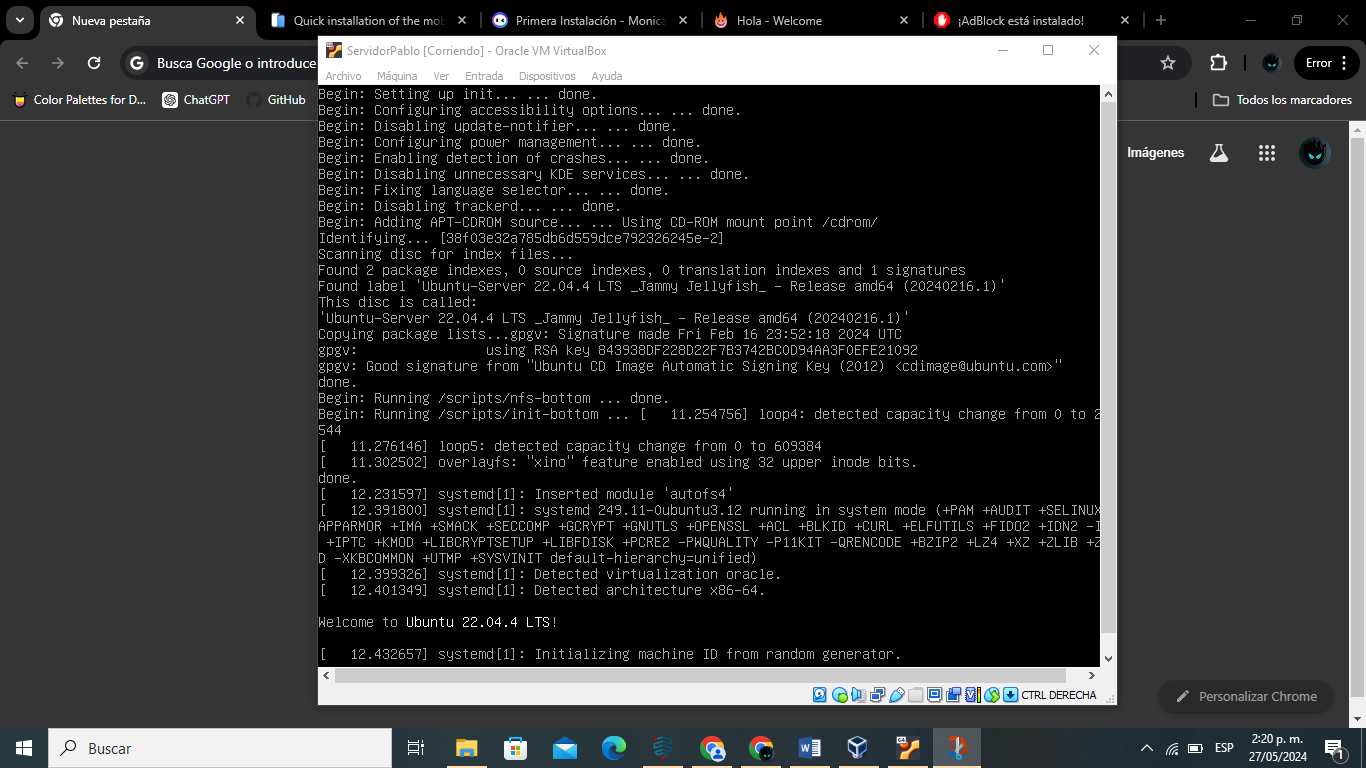 Nueva pestaña
Quick installation of the mob
Primera Instalación - Monica
Hola - Welcome
¡AdBlock está instalado!
Busca Google o introduce
Error
Color Palettes for D...
ChatGPT
GitHub
Todos los marcadores
Imágenes
ServidorPablo [Corriendo] - Oracle VM VirtualBox
Archivo Máquina Ver Entrada Dispositivos Ayuda
Begin: Setting up init... ... done.
Begin: Configuring accessibility options... ... done.
Begin: Disabling update-notifier... ... done.
Begin: Configuring power management... ... done.
Begin: Enabling detection of crashes... ... done.
Begin: Disabling unnecessary KDE services... ... done.
Begin: Fixing language selector... ... done.
Begin: Disabling trackerd... ... done.
Begin: Adding APT-CDROM source... ... Using CD-ROM mount point /cdrom/
Identifying... [38f03e32a785db6d559dce792326245e-2]
Scanning disc for index files...
Found 2 package indexes, 0 source indexes, 0 translation indexes and 1 signatures
Found label 'Ubuntu-Server 22.04.4 LTS _Jammy Jellyfish_ - Release amd64 (20240216.1)'
This disc is called:
'Ubuntu-Server 22.04.4 LTS _Jammy Jellyfish_ - Release amd64 (20240216.1)'
Copying package lists...gpgv: Signature made Fri Feb 16 23:52:18 2024 UTC
gpgv:                using RSA key 843938DF228D22F7B3742BC0D94AA3F0EFE21092
gpgv: Good signature from "Ubuntu CD Image Automatic Signing Key (2012) <cdimage@ubuntu.com>"
done.
Begin: Running /scripts/nfs-bottom ... done.
Begin: Running /scripts/init-bottom ... [   11.254756] loop4: detected capacity change from 0 to 2
544
[   11.276146] loop5: detected capacity change from 0 to 609384
[   11.302502] overlayfs: "xino" feature enabled using 32 upper inode bits.
done.
[   12.231597] systemd[1]: Inserted module 'autofs4'
[   12.391800] systemd[1]: systemd 249.11-0ubuntu3.12 running in system mode (+PAM +AUDIT +SELINUX
APPARMOR +IMA +SMACK +SECCOMP +GCRYPT +GNUTLS +OPENSSL +ACL +BLKID +CURL +ELFUTILS +FIDO2 +IDN2 -I
 +IPTC +KMOD +LIBCRYPTSETUP +LIBFDISK +PCRE2 -PWQUALITY -P11KIT -QRENCODE +BZIP2 +LZ4 +XZ +ZLIB +Z
D -XKBCOMMON +UTMP +SYSVINIT default-hierarchy=unified)
[   12.399326] systemd[1]: Detected virtualization oracle.
[   12.401349] systemd[1]: Detected architecture x86-64.
Welcome to Ubuntu 22.04.4 LTS!
[   12.432657] systemd[1]: Initializing machine ID from random generator.
CTRL DERECHA
Personalizar Chrome
Buscar
ESP
2:20 p. m.
27/05/2024
1